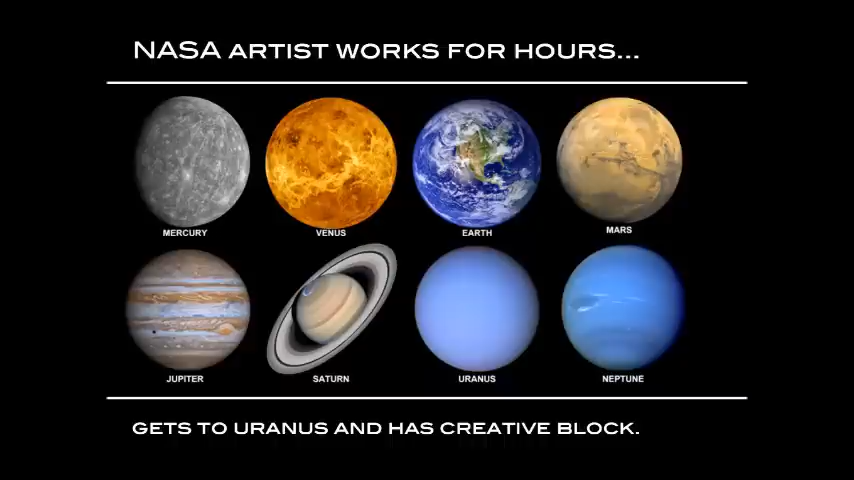 NASA ARTIST WORKS FOR HOURS...
MERCURY VENUS EARTH MARS
JUPITER SATURN URANUS NEPTUNE
GETS TO URANUS AND HAS CREATIVE BLOCK.